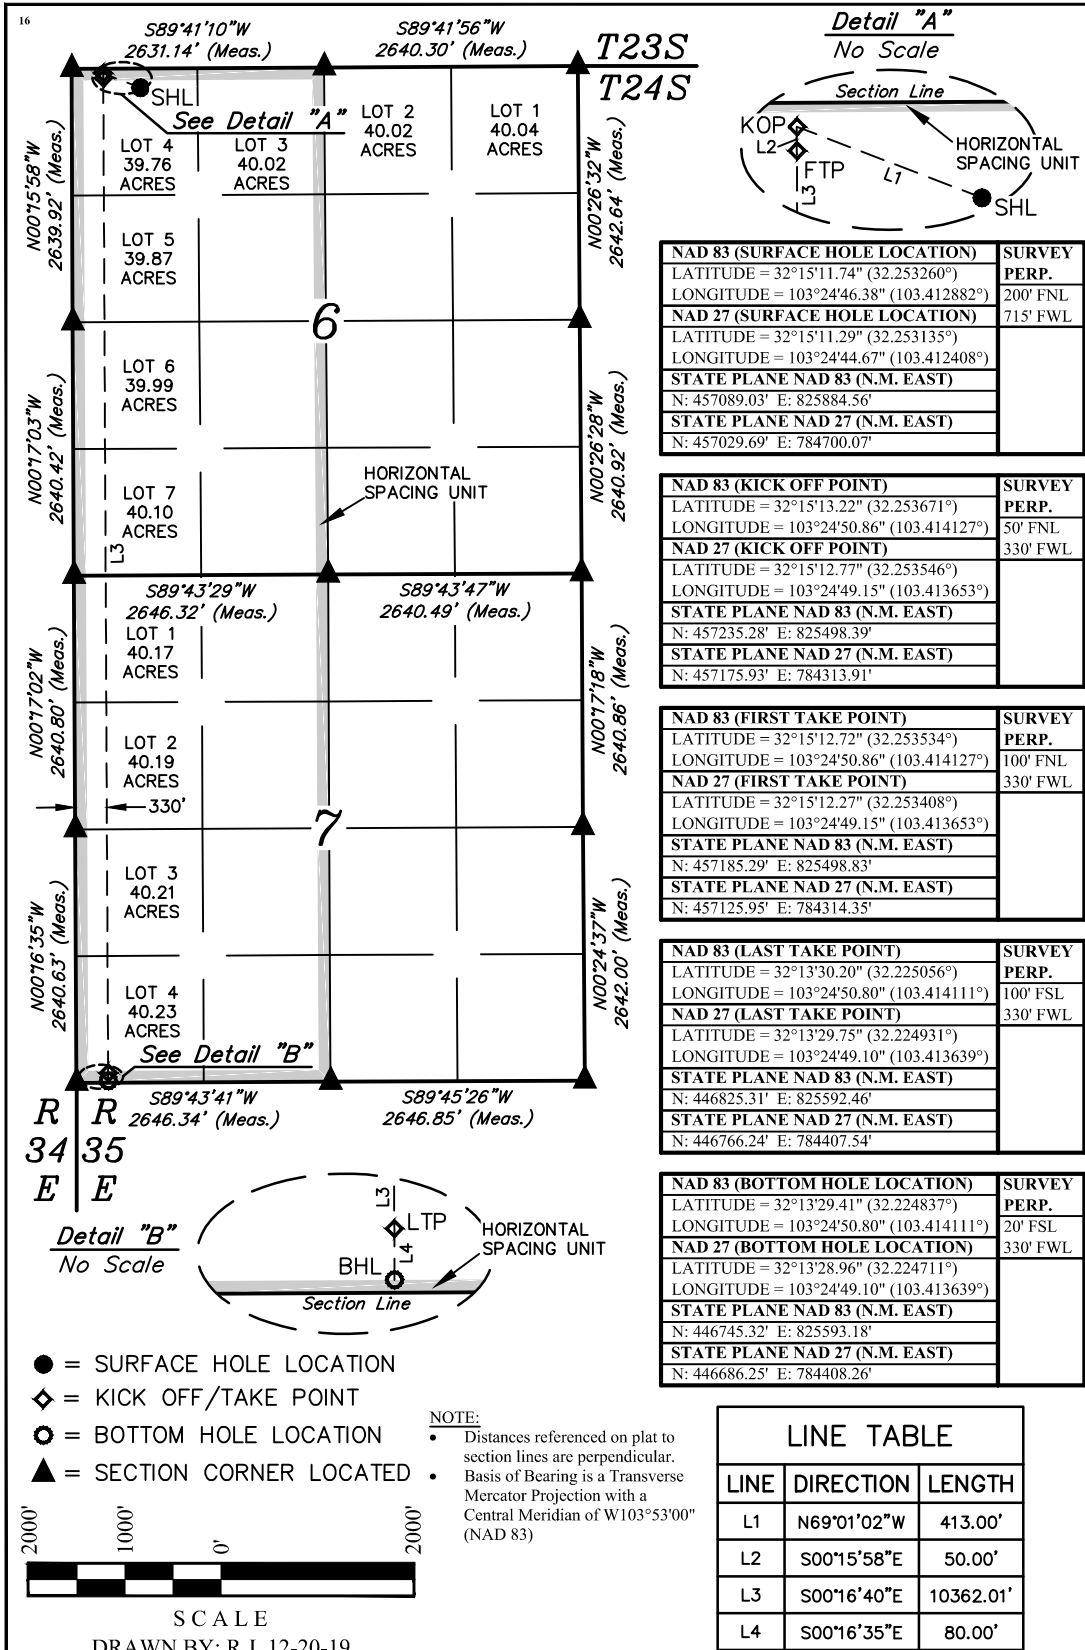 16
S89°41'10"W
2631.14' (Meas.)
S89°41'56"W
2640.30' (Meas.)
T23S
T24S
SHL
See Detail "A"
LOT 4
39.76
ACRES
LOT 3
40.02
ACRES
LOT 2
40.02
ACRES
LOT 1
40.04
ACRES
N00°15'58"W
2639.92' (Meas.)
N00°26'32"W
2642.64' (Meas.)
LOT 5
39.87
ACRES
6
LOT 6
39.99
ACRES
N00°17'03"W
2640.42' (Meas.)
N00°26'28"W
2640.92' (Meas.)
HORIZONTAL
SPACING UNIT
LOT 7
40.10
ACRES
L3
S89°43'29"W
2646.32' (Meas.)
S89°43'47"W
2640.49' (Meas.)
LOT 1
40.17
ACRES
N00°17'02"W
2640.80' (Meas.)
N00°17'18"W
2640.86' (Meas.)
LOT 2
40.19
ACRES
330'
7
LOT 3
40.21
ACRES
N00°16'35"W
2640.63' (Meas.)
N00°24'37"W
2642.00' (Meas.)
LOT 4
40.23
ACRES
See Detail "B"
S89°43'41"W
2646.34' (Meas.)
S89°45'26"W
2646.85' (Meas.)
R R
34 35
E E
Detail "A"
No Scale
Section Line
KOP
L2
FTP
L3
L1
SHL
HORIZONTAL
SPACING UNIT
NAD 83 (SURFACE HOLE LOCATION) SURVEY
LATITUDE = 32°15'11.74" (32.253260°) PERP.
LONGITUDE = 103°24'46.38" (103.412882°) 200' FNL
NAD 27 (SURFACE HOLE LOCATION) 715' FWL
LATITUDE = 32°15'11.29" (32.253135°)
LONGITUDE = 103°24'44.67" (103.412408°)
STATE PLANE NAD 83 (N.M. EAST)
N: 457089.03' E: 825884.56'
STATE PLANE NAD 27 (N.M. EAST)
N: 457029.69' E: 784700.07'
NAD 83 (KICK OFF POINT) SURVEY
LATITUDE = 32°15'13.22" (32.253671°) PERP.
LONGITUDE = 103°24'50.86" (103.414127°) 50' FNL
NAD 27 (KICK OFF POINT) 330' FWL
LATITUDE = 32°15'12.77" (32.253546°)
LONGITUDE = 103°24'49.15" (103.413653°)
STATE PLANE NAD 83 (N.M. EAST)
N: 457235.28' E: 825498.39'
STATE PLANE NAD 27 (N.M. EAST)
N: 457175.93' E: 784313.91'
NAD 83 (FIRST TAKE POINT) SURVEY
LATITUDE = 32°15'12.72" (32.253534°) PERP.
LONGITUDE = 103°24'50.86" (103.414127°) 100' FNL
NAD 27 (FIRST TAKE POINT) 330' FWL
LATITUDE = 32°15'12.27" (32.253408°)
LONGITUDE = 103°24'49.15" (103.413653°)
STATE PLANE NAD 83 (N.M. EAST)
N: 457185.29' E: 825498.83'
STATE PLANE NAD 27 (N.M. EAST)
N: 457125.95' E: 784314.35'
NAD 83 (LAST TAKE POINT) SURVEY
LATITUDE = 32°13'30.20" (32.225056°) PERP.
LONGITUDE = 103°24'50.80" (103.414111°) 100' FSL
NAD 27 (LAST TAKE POINT) 330' FWL
LATITUDE = 32°13'29.75" (32.224931°)
LONGITUDE = 103°24'49.10" (103.413639°)
STATE PLANE NAD 83 (N.M. EAST)
N: 446825.31' E: 825592.46'
STATE PLANE NAD 27 (N.M. EAST)
N: 446766.24' E: 784407.54'
NAD 83 (BOTTOM HOLE LOCATION) SURVEY
LATITUDE = 32°13'29.41" (32.224837°) PERP.
LONGITUDE = 103°24'50.80" (103.414111°) 20' FSL
NAD 27 (BOTTOM HOLE LOCATION) 330' FWL
LATITUDE = 32°13'28.96" (32.224711°)
LONGITUDE = 103°24'49.10" (103.413639°)
STATE PLANE NAD 83 (N.M. EAST)
N: 446745.32' E: 825593.18'
STATE PLANE NAD 27 (N.M. EAST)
N: 446686.25' E: 784408.26'
Detail "B"
No Scale
L3
LTP
L4
BHL
HORIZONTAL
SPACING UNIT
Section Line
= SURFACE HOLE LOCATION
= KICK OFF/TAKE POINT
= BOTTOM HOLE LOCATION
= SECTION CORNER LOCATED
NOTE:
• Distances referenced on plat to
section lines are perpendicular.
• Basis of Bearing is a Transverse
Mercator Projection with a
Central Meridian of W103°53'00"
(NAD 83)
2000' 1000' 0' 2000'
SCALE
DRAWN BY: R.J. 12-20-19
LINE TABLE
LINE DIRECTION LENGTH
L1 N69°01'02"W 413.00'
L2 S00°15'58"E 50.00'
L3 S00°16'40"E 10362.01'
L4 S00°16'35"E 80.00'